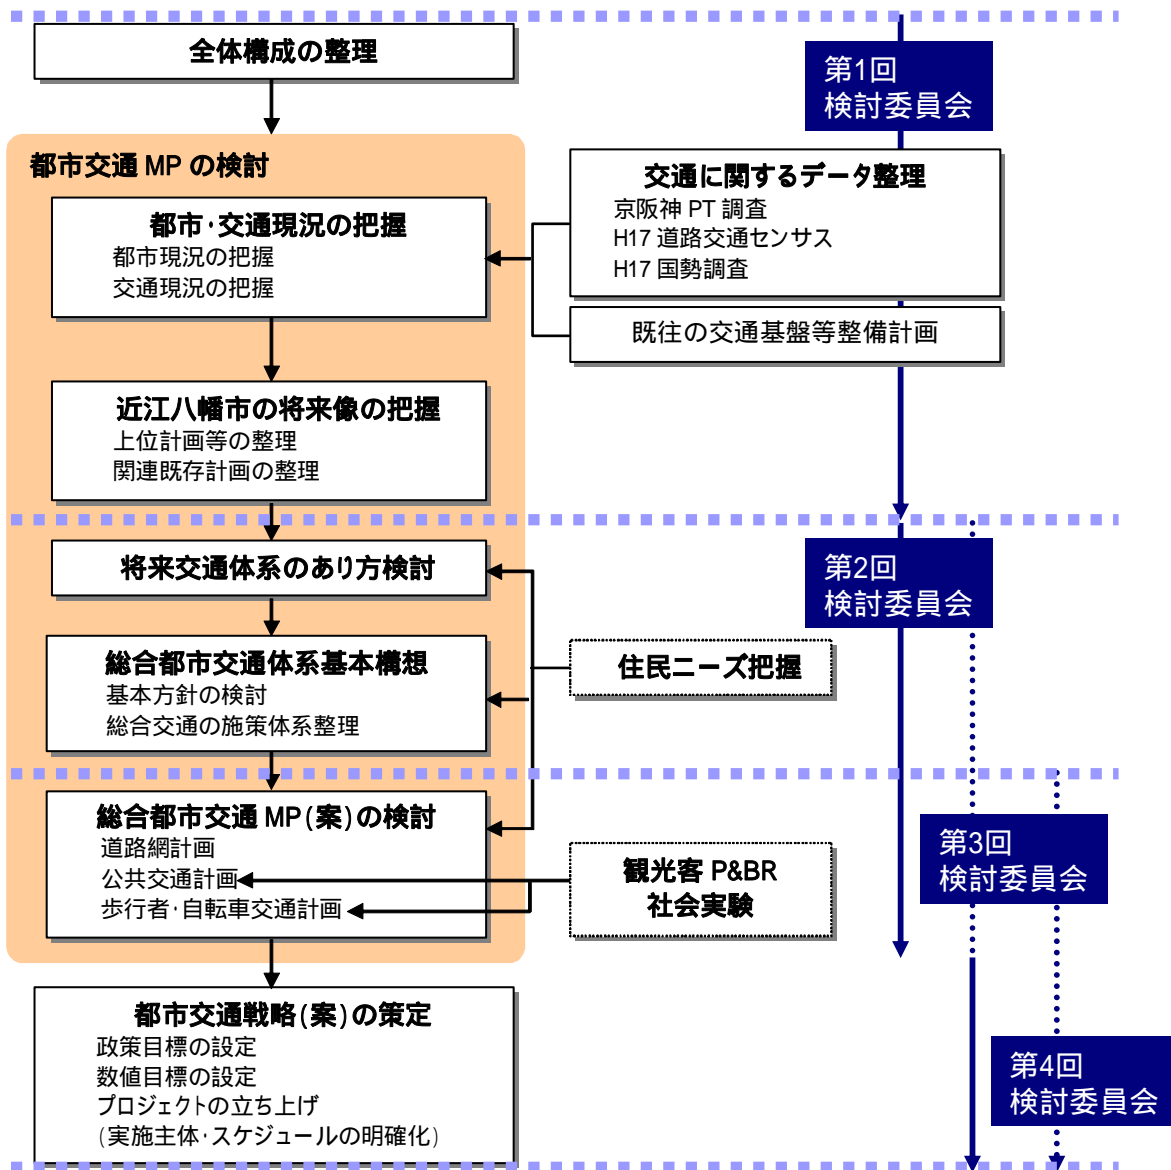 全体構成の整理
第1回
検討委員会
都市交通 MP の検討
都市・交通現況の把握
都市現況の把握
交通現況の把握
交通に関するデータ整理
京阪神 PT 調査
H17 道路交通センサス
H17 国勢調査
既往の交通基盤等整備計画
近江八幡市の将来像の把握
上位計画等の整理
関連既存計画の整理
将来交通体系のあり方検討
第2回
検討委員会
総合都市交通体系基本構想
基本方針の検討
総合交通の施策体系整理
住民ニーズ把握
総合都市交通 MP(案)の検討
道路網計画
公共交通計画
歩行者・自転車交通計画
観光客 P&BR
社会実験
第3回
検討委員会
都市交通戦略(案)の策定
政策目標の設定
数値目標の設定
プロジェクトの立ち上げ
(実施主体・スケジュールの明確化)
第4回
検討委員会